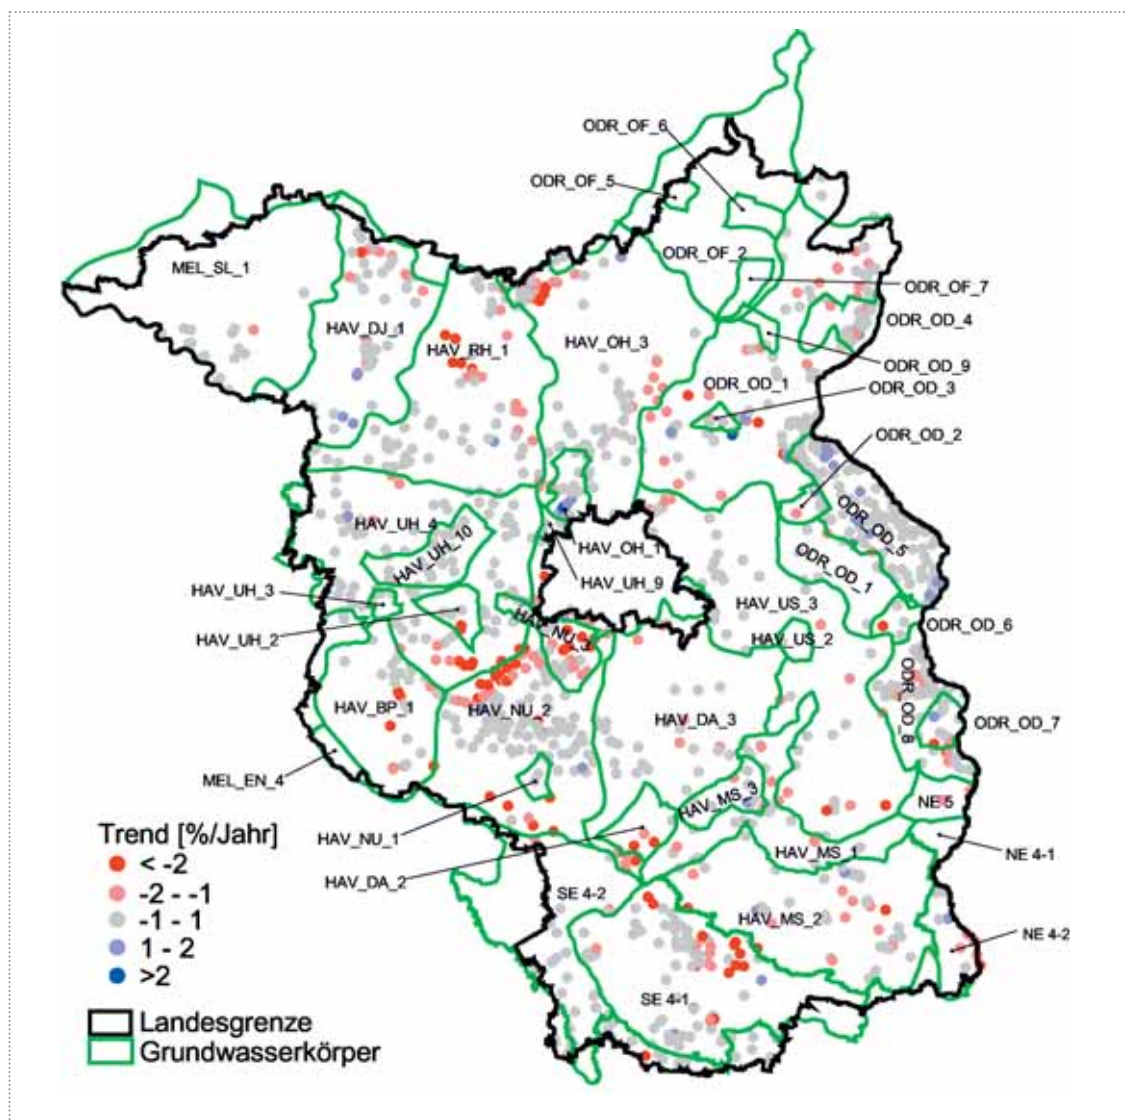 ODR_OF_6
ODR_OF_5
ODR_OF_2
MEL_SL_1
ODR_OF_7
ODR_OD_4
HAV_DJ_1
HAV_RH_1
HAV_OH_3
ODR_OD_9
ODR_OD_1
ODR_OD_3
ODR_OD_2
HAV_UH_4
ODR_OD_5
HAV_UH_10
HAV_OH_1
ODR_OD_1
HAV_UH_9
HAV_UH_3
HAV_US_3
HAV_UH_2
HAV_NU_3
HAV_US_2
ODR_OD_6
ODR_OD_8
HAV_BP_1
HAV_NU_2
HAV_DA_3
ODR_OD_7
MEL_EN_4
HAV_MS_3
NE 5
HAV_NU_1
HAV_MS_1
NE 4-1
HAV_DA_2
SE 4-2
HAV_MS_2
NE 4-2
SE 4-1
Trend [%/Jahr]
< -2
-2 - -1
-1 - 1
1 - 2
>2
Landesgrenze
Grundwasserkörper